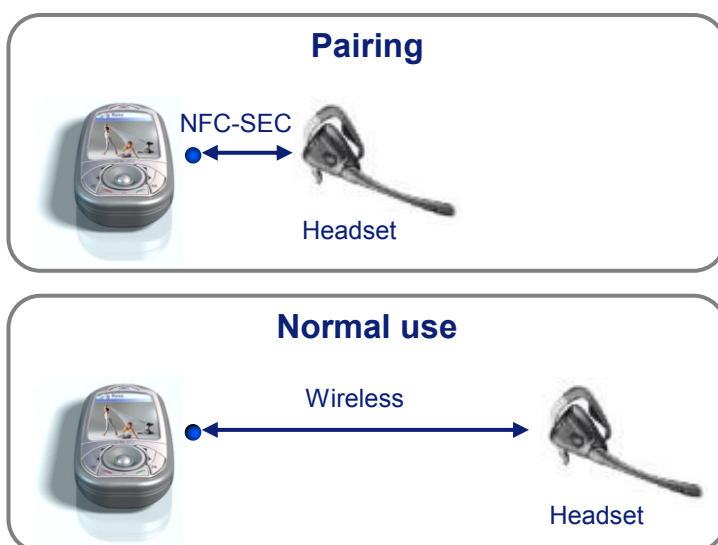 Pairing
NFC-SEC
Headset
Normal use
Wireless
Headset